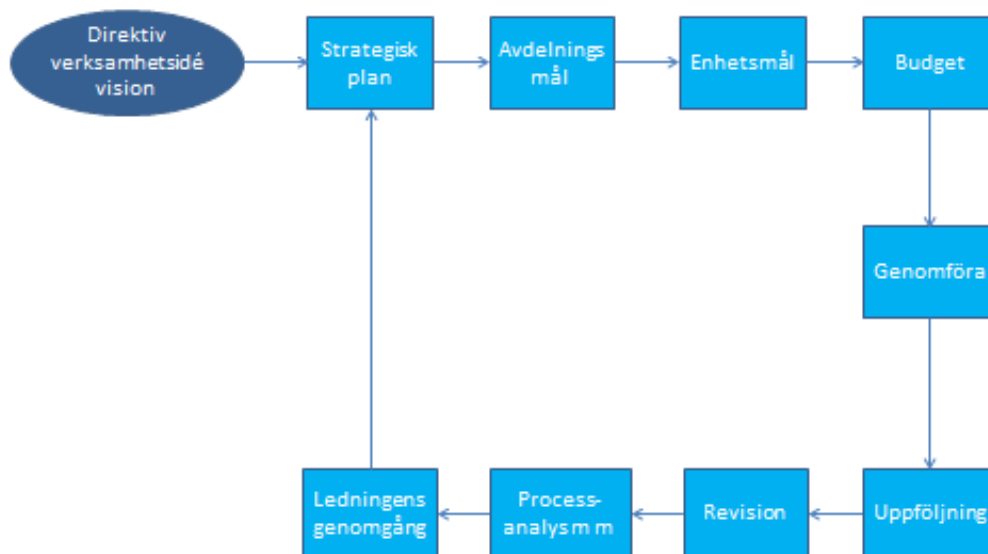 Direktiv
verksamhetsidé
vision
Strategisk
plan
Avdelnings
mål
Enhetsmål
Budget
Genomföra
Uppföljning
Revision
Process-
analys m m
Ledningens
genomgång